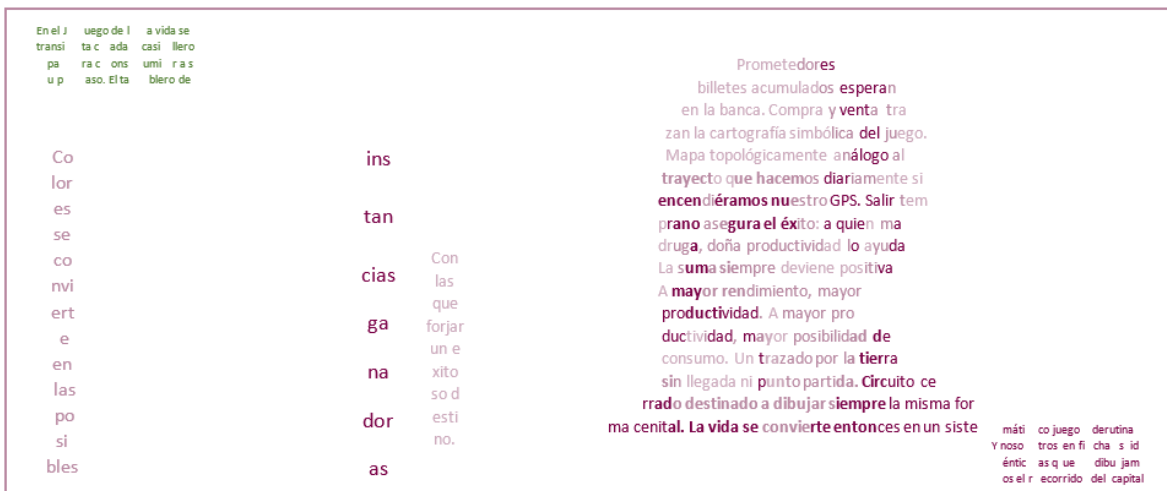 En el J uego de l a vida se
transi ta c ada casi llero
pa ra c ons umi r a s
u p aso. El ta blero de
Co
lor
es
se
co
nvi
ert
e
en
las
po
si
bles
ins
tan
cias
ga
na
dor
as
Con
las
que
forjar
un e
xito
so d
esti
no.
Prometedores
billetes acumulados esperan
en la banca. Compra y venta tra
zan la cartografía simbólica del juego.
Mapa topológicamente análogo al
trayecto que hacemos diariamente si
encendiéramos nuestro GPS. Salir tem
prano asegura el éxito: a quien ma
druga, doña productividad lo ayuda
La suma siempre deviene positiva
A mayor rendimiento, mayor
productividad. A mayor pro
ductividad, mayor posibilidad de
consumo. Un trazado por la tierra
sin llegada ni punto partida. Circuito ce
rrado destinado a dibujar siempre la misma for
ma cenital. La vida se convierte entonces en un siste
máti co juego derutina
Y noso tros en fi cha s id
éntic as q ue dibu jam
os el r ecorrido del capital